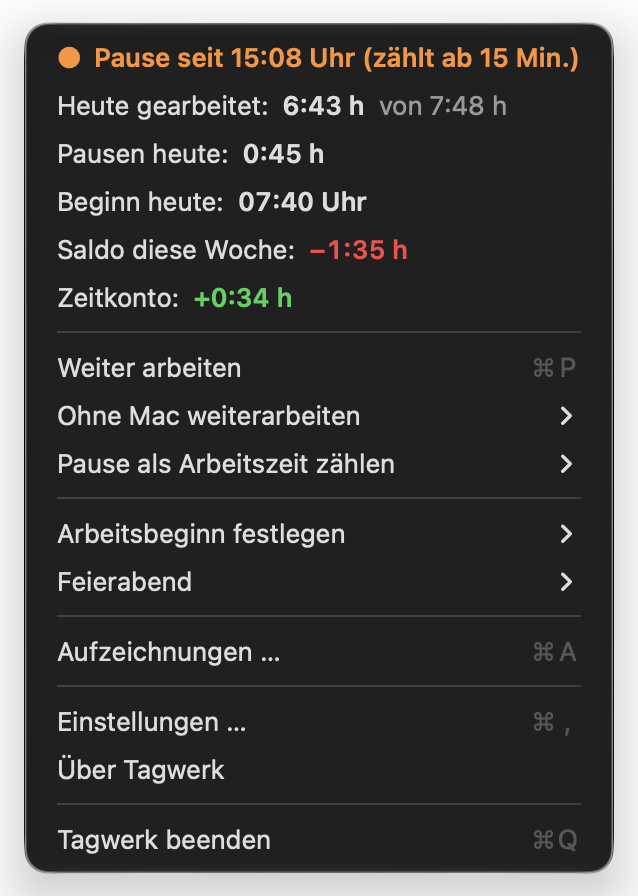 Pause seit 15:08 Uhr (zählt ab 15 Min.)
Heute gearbeitet: 6:43 h von 7:48 h
Pausen heute: 0:45 h
Beginn heute: 07:40 Uhr
Saldo diese Woche: −1:35 h
Zeitkonto: +0:34 h
Weiter arbeiten ⌘ P
Ohne Mac weiterarbeiten
Pause als Arbeitszeit zählen
Arbeitsbeginn festlegen
Feierabend
Aufzeichnungen ... ⌘ A
Einstellungen ... ⌘ ,
Über Tagwerk
Tagwerk beenden ⌘ Q